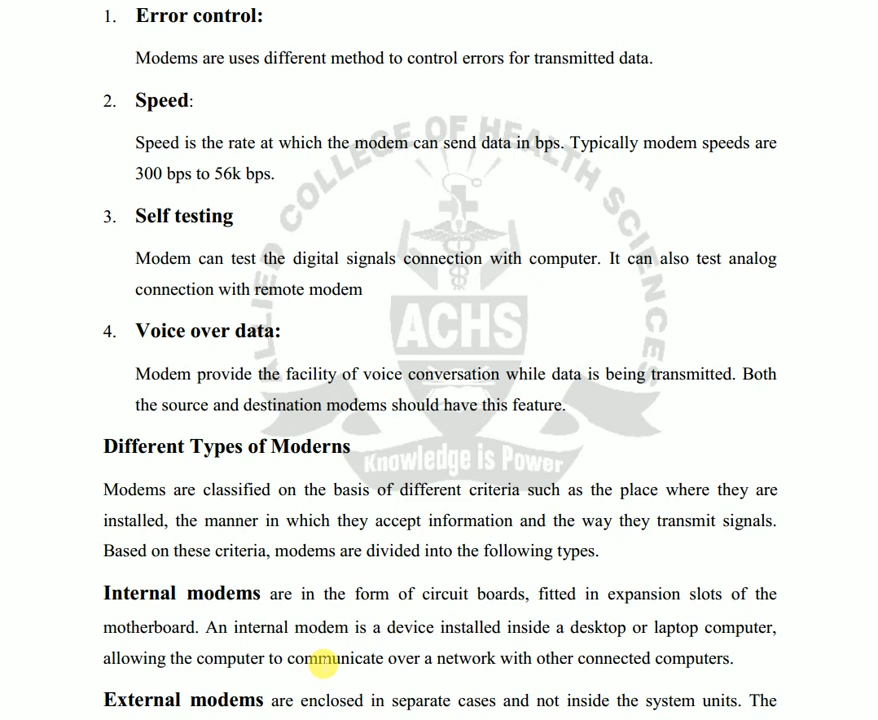 1. Error control:
Modems are uses different method to control errors for transmitted data.
2. Speed:
Speed is the rate at which the modem can send data in bps. Typically modem speeds are
300 bps to 56k bps.
3. Self testing
Modem can test the digital signals connection with computer. It can also test analog
connection with remote modem
4. Voice over data:
Modem provide the facility of voice conversation while data is being transmitted. Both
the source and destination modems should have this feature.
Different Types of Moderns
Modems are classified on the basis of different criteria such as the place where they are
installed, the manner in which they accept information and the way they transmit signals.
Based on these criteria, modems are divided into the following types.
Internal modems are in the form of circuit boards, fitted in expansion slots of the
motherboard. An internal modem is a device installed inside a desktop or laptop computer,
allowing the computer to communicate over a network with other connected computers.
External modems are enclosed in separate cases and not inside the system units. The
ALLIED COLLEGE OF HEALTH SCIENCES
ACHS
Knowledge is Power